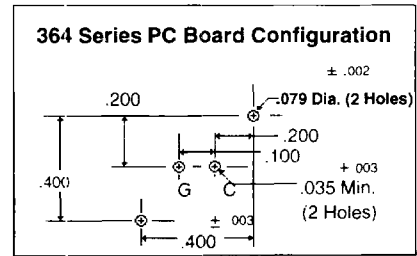 364 Series PC Board Configuration
± .002
.079 Dia. (2 Holes)
.200
.200
.100
+ 003
.400
G
C
.035 Min.
(2 Holes)
± 003
.400